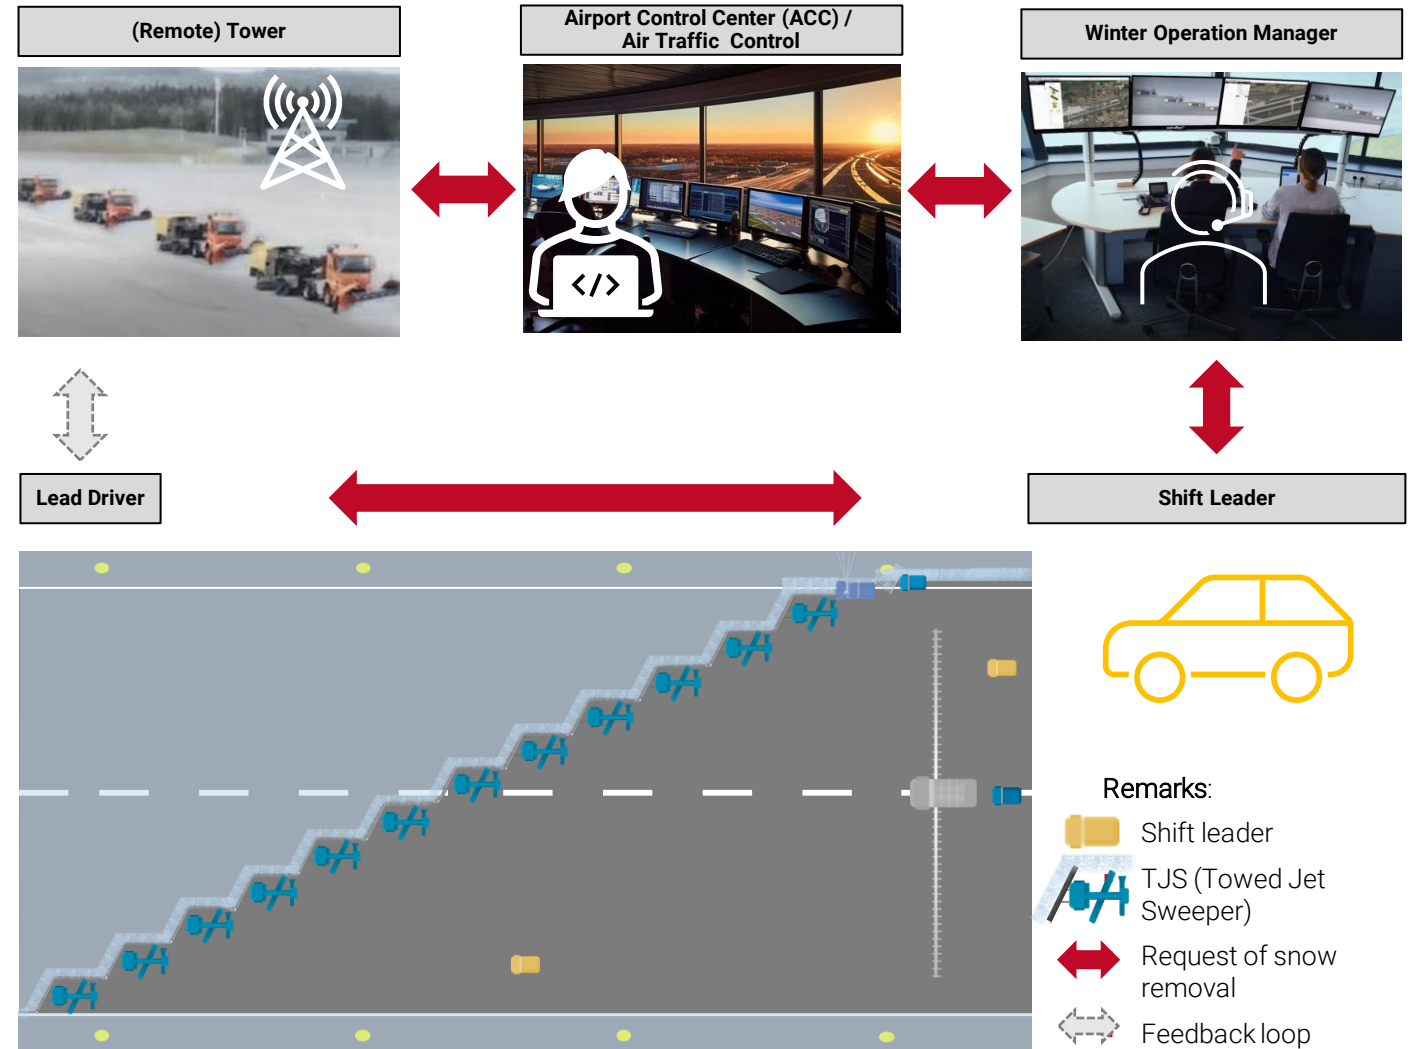 (Remote) Tower
Airport Control Center (ACC) /
Air Traffic Control
Winter Operation Manager
</>
Lead Driver
Shift Leader
Remarks:
Shift leader
TJS (Towed Jet
Sweeper)
Request of snow
removal
Feedback loop